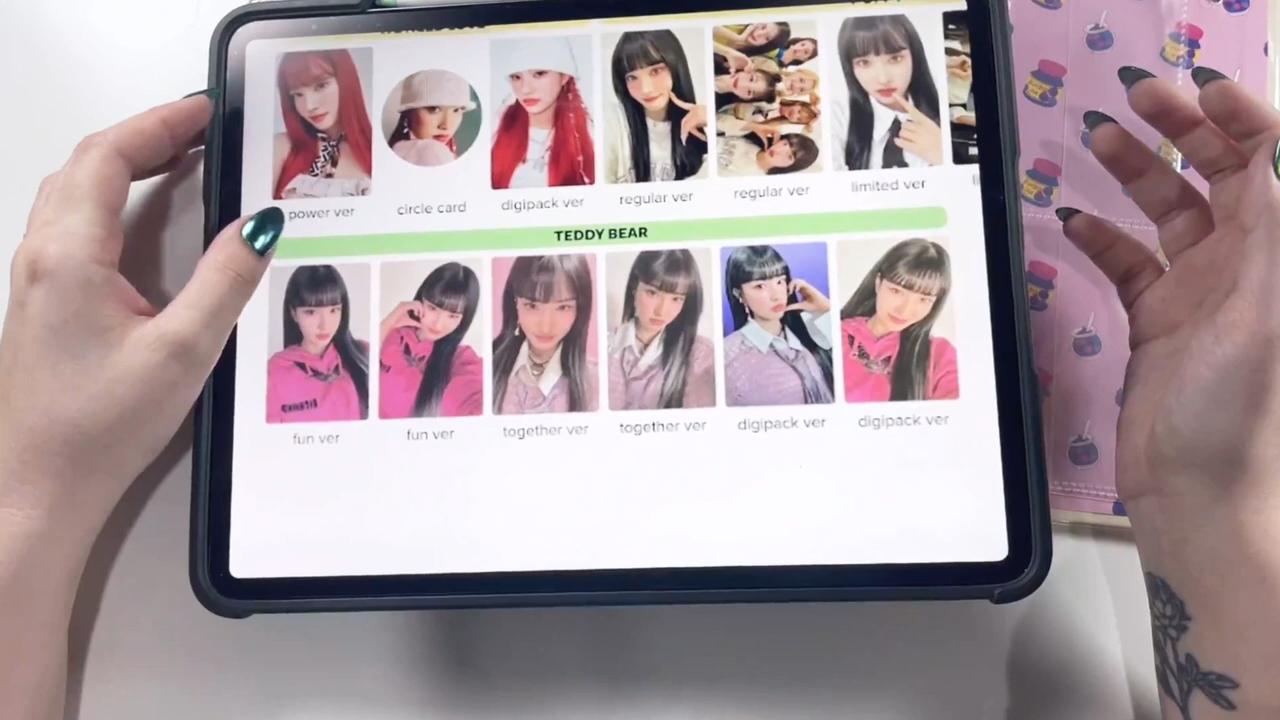 power ver
circle card
digipack ver
regular ver
regular ver
limited ver
TEDDY BEAR
fun ver
fun ver
together ver
together ver
digipack ver
digipack ver